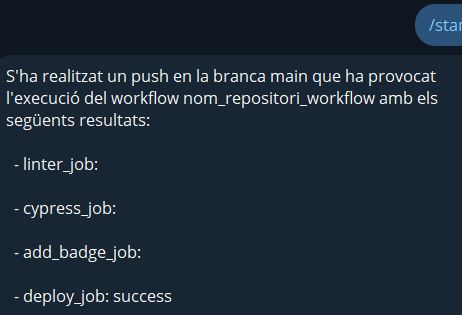 /star
S'ha realitzat un push en la branca main que ha provocat
l'execució del workflow nom_repositori_workflow amb els
següents resultats:
- linter_job:
- cypress_job:
- add_badge_job:
- deploy_job: success